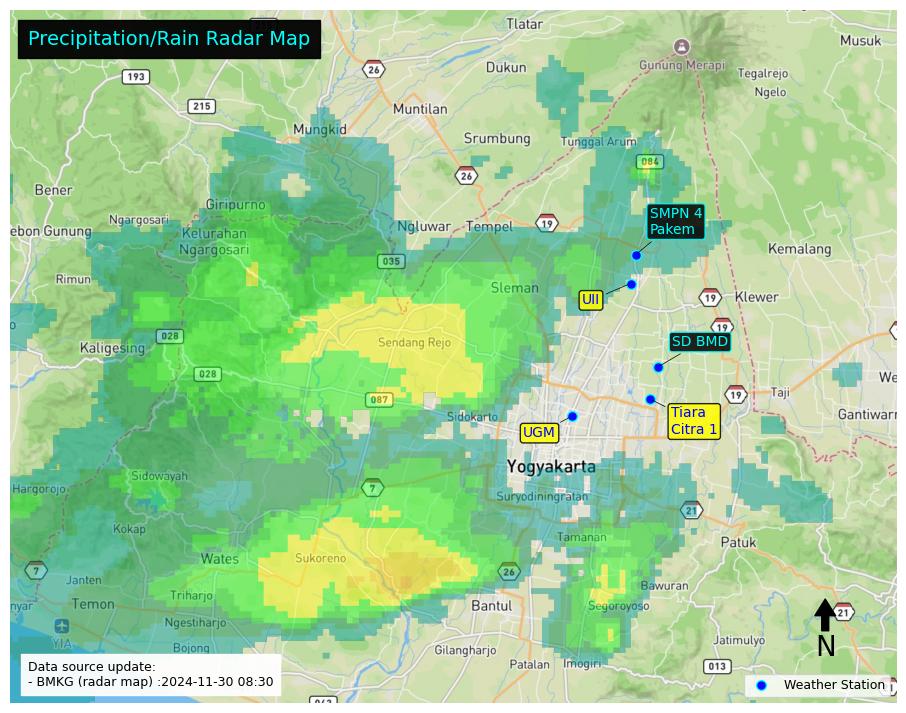 Precipitation/Rain Radar Map
Tlatar
Musuk
26
Gunung Merapi
193
Dukun
Tegalrejo
Ngelo
215
Muntilan
Mungkid
Srumbung
Tunggal Arum
084
26
Bener
Giripurno
SMPN 4
Pakem
Ngargosari
Ngluwar
Tempel
19
ebon Gunung
Kelurahan
Ngargosari
Kemalang
035
Rimun
Sleman
UII
19
Klewer
19
028
Sendang Rejo
SD BMD
Kaligesing
028
We
087
19
Taji
Sidokarto
Tiara
Citra 1
Gantiwarn
UGM
Yogyakarta
Sidowayah
Hargorojo
7
Suryodiningratan
21
Kokap
Tamanan
Patuk
Wates
Sukoreno
7
26
Janten
Bawuran
Temon
Triharjo
Bantul
Segoroyoso
21
nyar
Ngestiharjo
YIA
Bojong
Gilangharjo
Jatimulyo
N
Patalan
Imogiri
013
Data source update:
- BMKG (radar map) :2024-11-30 08:30
Weather Station